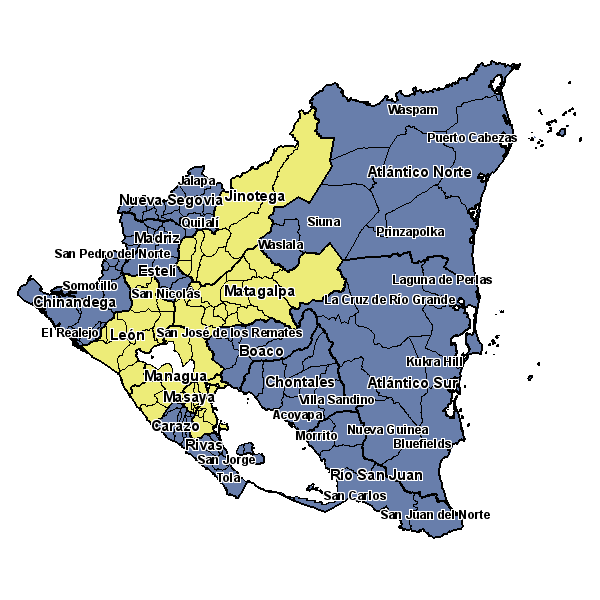 Waspam
Puerto Cabezas
Atlántico Norte
Jalapa
Jinotega
Nueva Segovia
Siuna
Quilalí
Prinzapolka
Madriz
Waslala
San Pedro del Norte
Estelí
Laguna de Perlas
Somotillo
San Nicolás
Matagalpa
La Cruz de Río Grande
Chinandega
El Realejo
León
San José de los Remates
Boaco
Kukra Hill
Managua
Chontales
Atlántico Sur
Masaya
Villa Sandino
Acoyapa
Carazo
Nueva Guinea
Morrito
Bluefields
Rivas
San Jorge
Río San Juan
Tola
San Carlos
San Juan del Norte